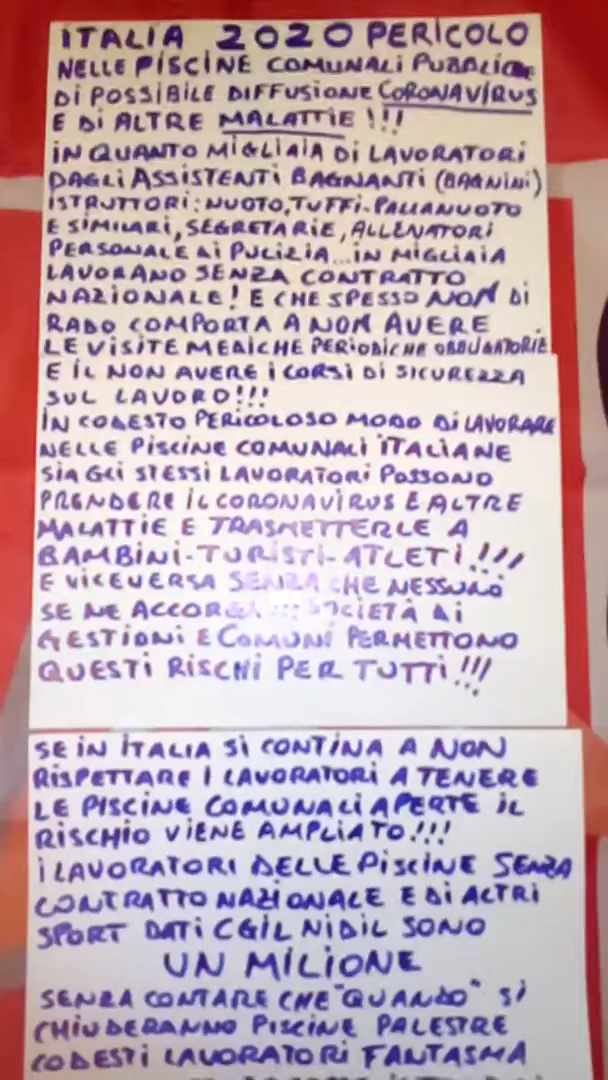 ITALIA 2020 PERICOLO
NELLE PISCINE COMUNALI PUBBLICHE
DI POSSIBILE DIFFUSIONE CORONAVIRUS
E DI ALTRE MALATTIE !!!
IN QUANTO MIGLIAIA DI LAVORATORI
DAGLI ASSISTENTI BAGNANTI (BAGNINI)
ISTRUTTORI: NUOTO, TUFFI-PALLANUOTO
E SIMILARI, SEGRETARIE, ALLENATORI
PERSONALE DI PULIZIA... IN MIGLIAIA
LAVORANO SENZA CONTRATTO
NAZIONALE! E CHE SPESSO NON DI
RADO COMPORTA A NON AVERE
LE VISITE MEDICHE PERIODICHE OBBLIGATORIE
E IL NON AVERE I CORSI DI SICUREZZA
SUL LAVORO!!!
IN CODESTO PERICOLOSO MODO DI LAVORARE
NELLE PISCINE COMUNALI ITALIANE
SIA GLI STESSI LAVORATORI POSSONO
PRENDERE IL CORONAVIRUS E ALTRE
MALATTIE E TRASMETTERLE A
BAMBINI-TURISTI-ATLETI!!!
E VICEVERSA SENZA CHE NESSUNO
SE NE ACCORGA !!! SOCIETÀ DI
GESTIONI E COMUNI PERMETTONO
QUESTI RISCHI PER TUTTI!!!
SE IN ITALIA SI CONTINA A NON
RISPETTARE I LAVORATORI A TENERE
LE PISCINE COMUNALI APERTE IL
RISCHIO VIENE AMPLIATO!!!
I LAVORATORI DELLE PISCINE SENZA
CONTRATTO NAZIONALE E DI ALTRI
SPORT DATI CGIL NIDIL SONO
UN MILIONE
SENZA CONTARE CHE "QUANDO" SI
CHIUDERANNO PISCINE PALESTRE
CODESTI LAVORATORI FANTASMA